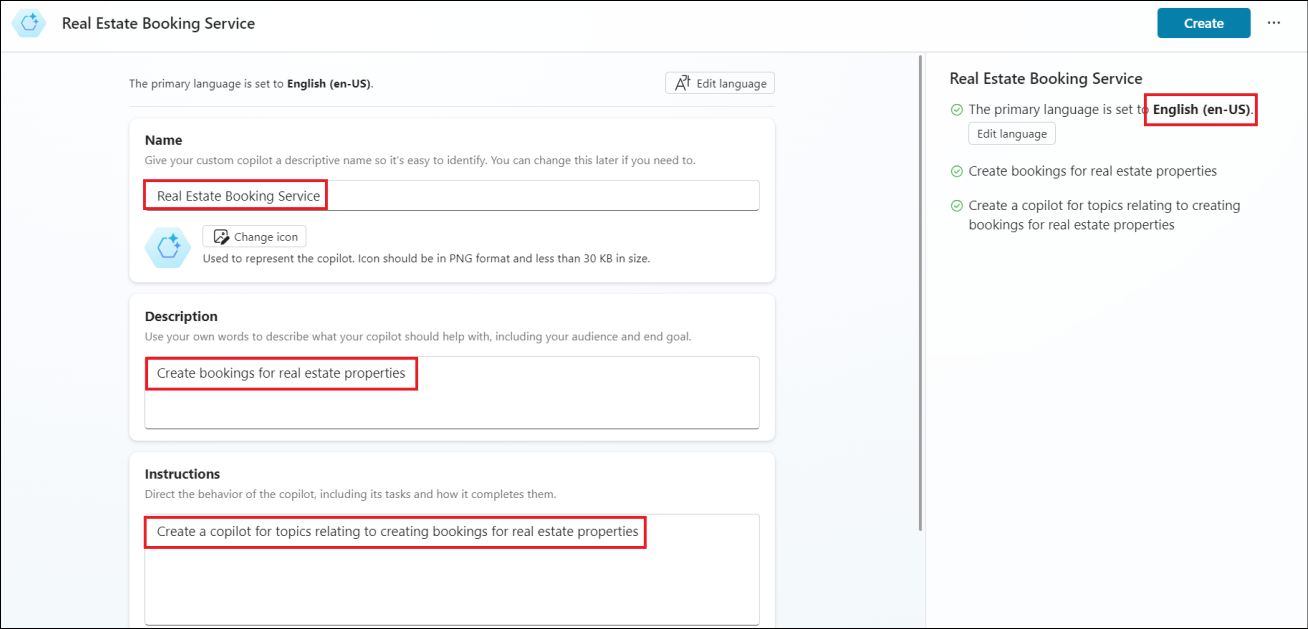 Real Estate Booking Service
Create
The primary language is set to English (en-US).
Edit language
Name
Give your custom copilot a descriptive name so it's easy to identify. You can change this later if you need to.
Real Estate Booking Service
Change icon
Used to represent the copilot. Icon should be in PNG format and less than 30 KB in size.
Description
Use your own words to describe what your copilot should help with, including your audience and end goal.
Create bookings for real estate properties
Instructions
Direct the behavior of the copilot, including its tasks and how it completes them.
Create a copilot for topics relating to creating bookings for real estate properties
Real Estate Booking Service
The primary language is set to English (en-US).
Edit language
Create bookings for real estate properties
Create a copilot for topics relating to creating
bookings for real estate properties